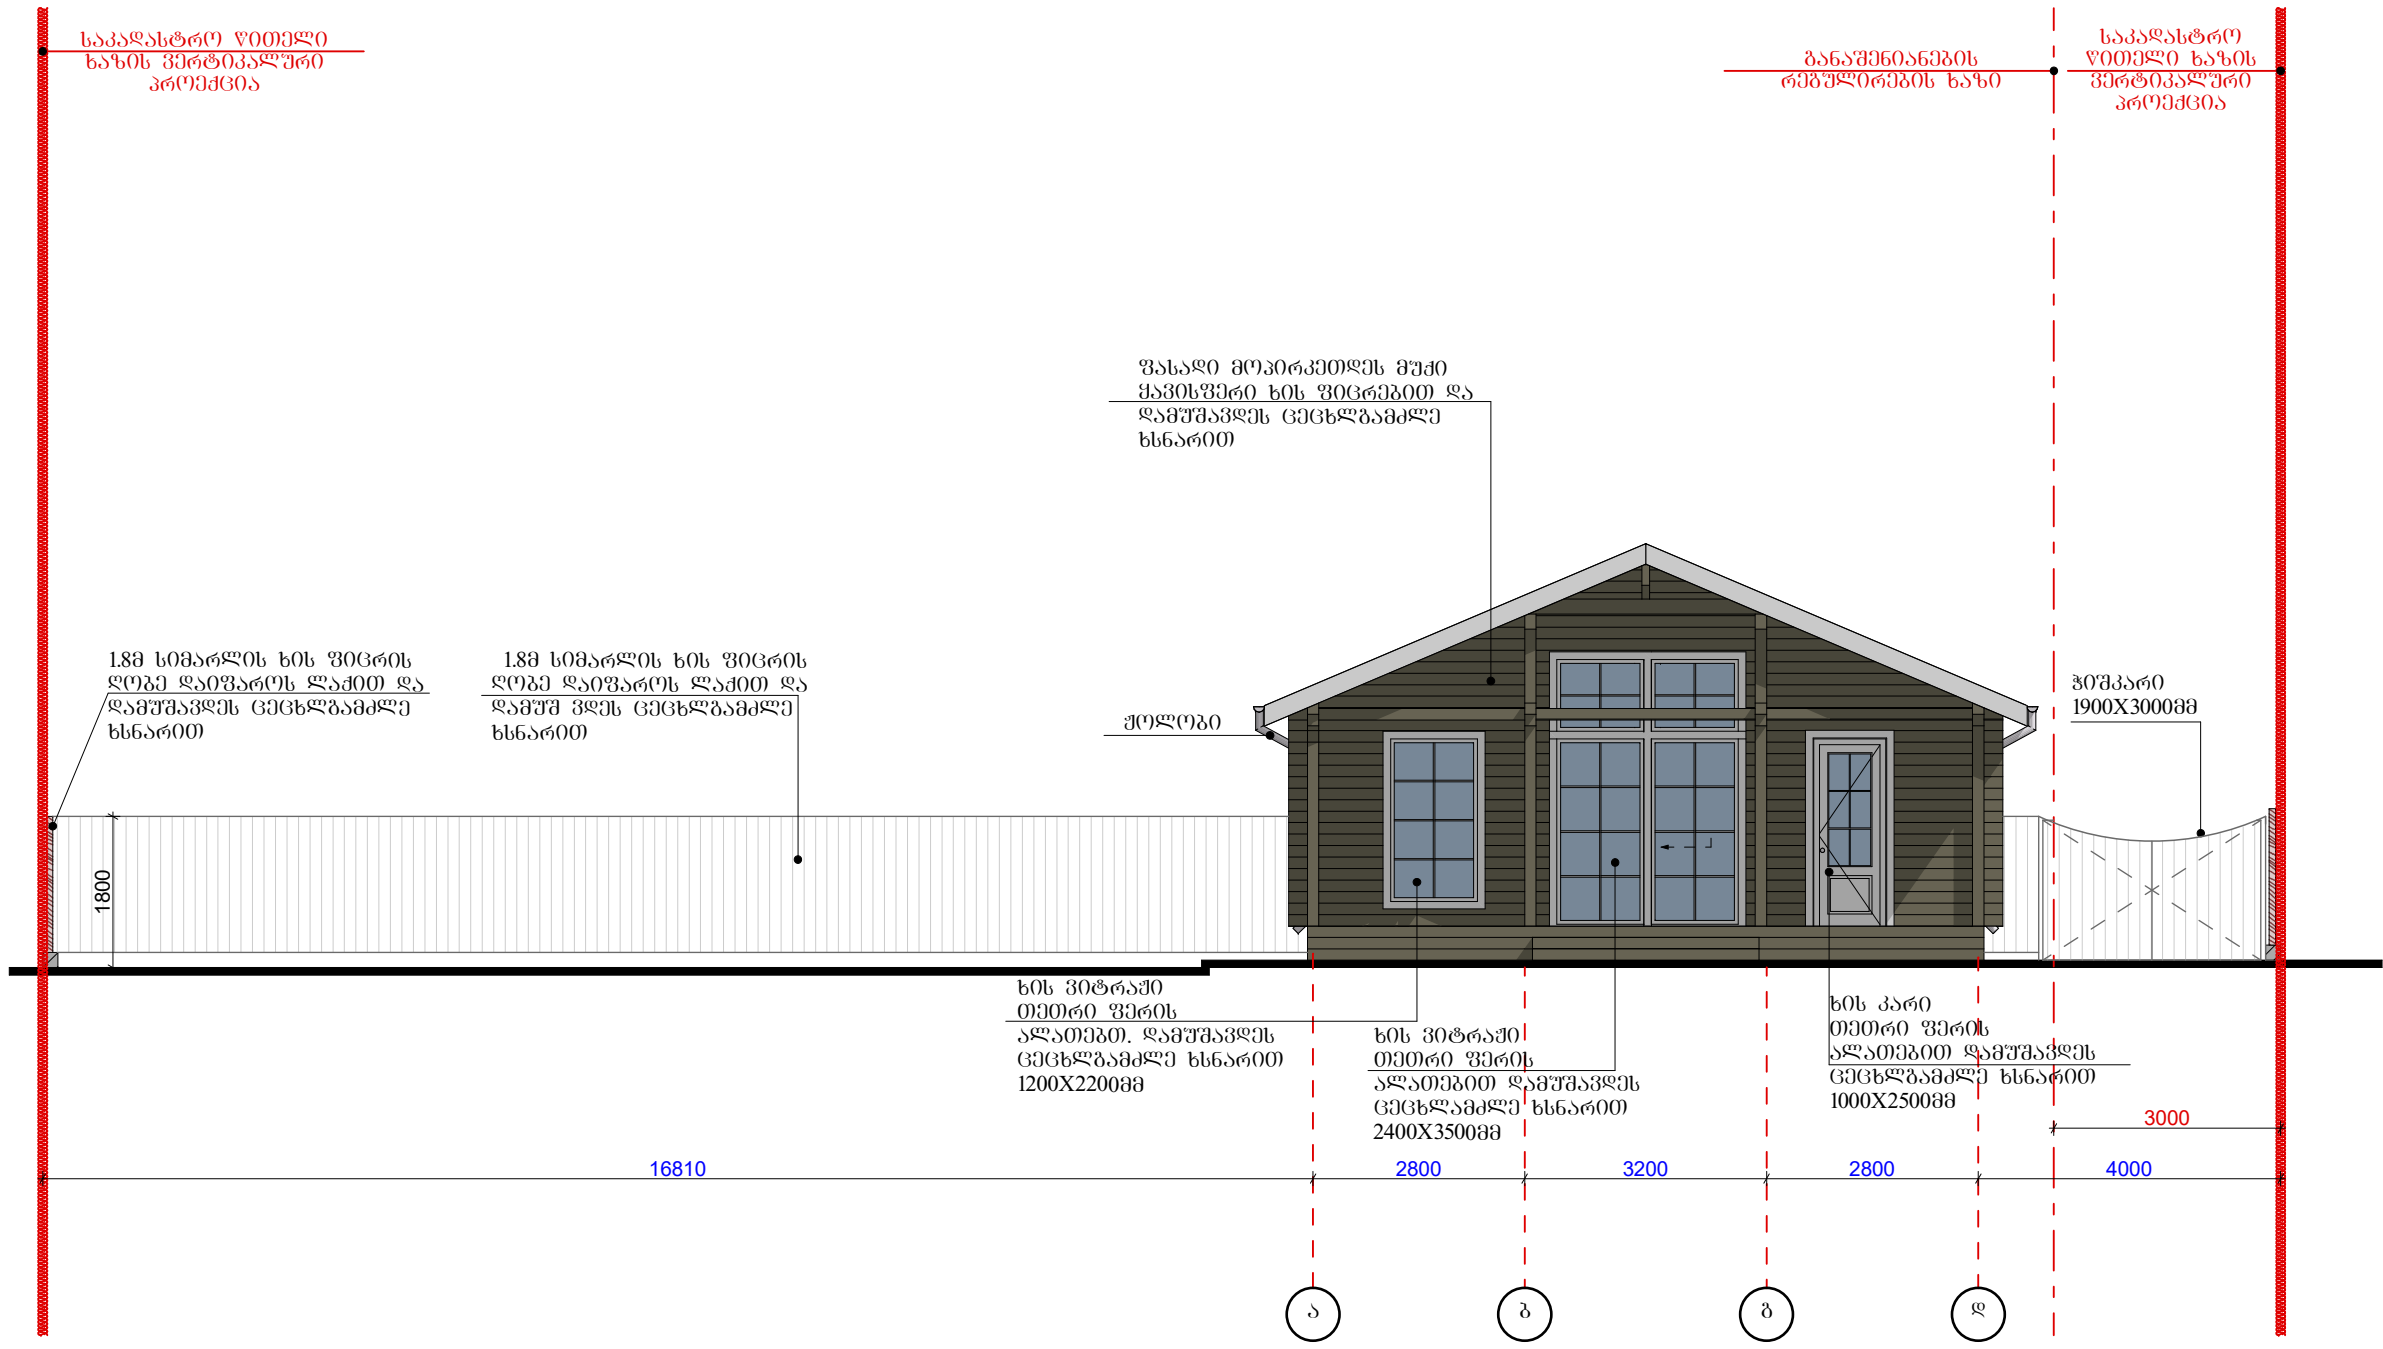 საკადასტრო წითელი
ხაზის ვერტიკალური
პროექცია
განაშენიანების
რეგულირების ხაზი
საკადასტრო
წითელი ხაზის
ვერტიკალური
პროექცია
ფასადი მოპირკეთდეს მუქი
ყავისფერი ხის ფიცრებით და
დამუშავდეს ცეცხლგამძლე
ხსნარით
1.8მ სიმარლის ხის ფიცრის
ღობე დაიფაროს ლაქით და
დამუშავდეს ცეცხლგამძლე
ხსნარით
1.8მ სიმარლის ხის ფიცრის
ღობე დაიფაროს ლაქით და
დამუშ ვდეს ცეცხლგამძლე
ხსნარით
ჟოლობი
ჭიშკარი
1900X3000მმ
1800
ხის ვიტრაჟი
თეთრი ფერის
ალათებთ. დამუშავდეს
ცეცხლგამძლე ხსნარით
1200X2200მმ
ხის ვიტრაჟი
თეთრი ფერის
ალათებით დამუშავდეს
ცეცხლამძლე ხსნარით
2400X3500მმ
ხის კარი
თეთრი ფერის
ალათებით დამუშავდეს
ცეცხლგამძლე ხსნარით
1000X2500მმ
3000
16810 2800 3200 2800 4000
ა ბ გ დ